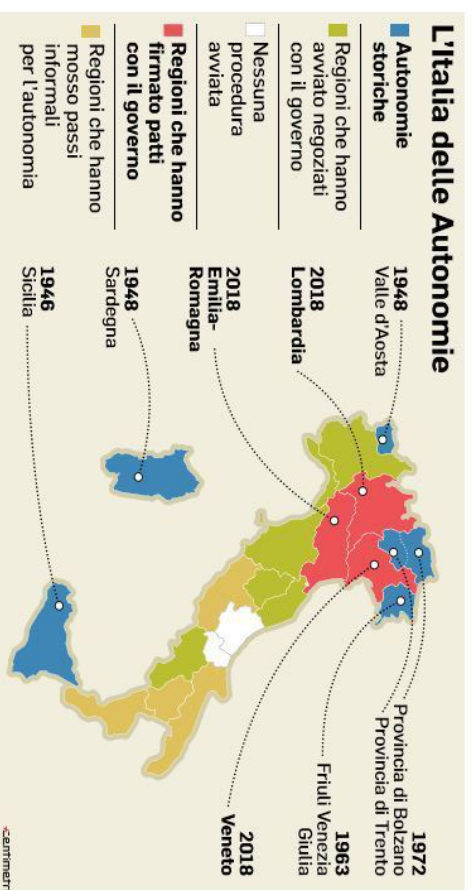 L'Italia delle Autonomie
Autonomie
storiche
Regioni che hanno
avviato negoziati
con il governo
Nessuna
procedura
avviata
Regioni che hanno
firmato patti
con il governo
Regioni che hanno
mosso passi
informali
per l'autonomia
1948
Valle d'Aosta
2018
Lombardia
2018
Emilia-
Romagna
1948
Sardegna
1946
Sicilia
1972
Provincia di Bolzano
Provincia di Trento
1963
Friuli Venezia
Giulia
2018
Veneto